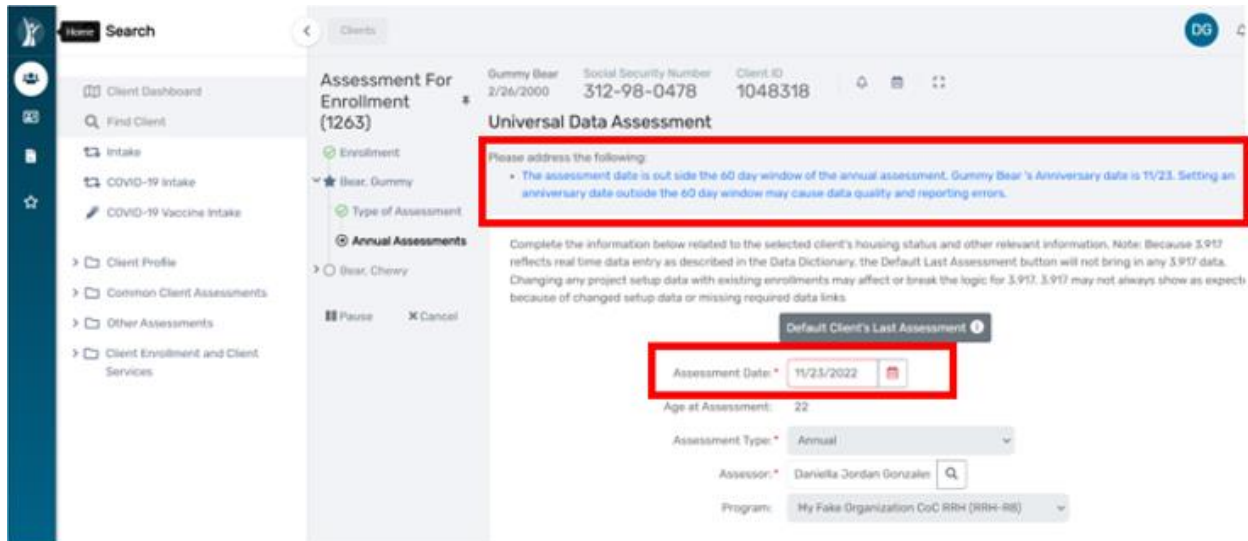 Home Search
Clients
DG
Client Dashboard
Find Client
Intake
COVID-19 Intake
COVID-19 Vaccine Intake
Client Profile
Common Client Assessments
Other Assessments
Client Enrollment and Client
Services
Assessment For
Enrollment
(1263)
Enrollment
Bear, Gummy
Type of Assessment
Annual Assessments
Bear, Chewy
Pause Cancel
Gummy Bear Social Security Number Client ID
2/26/2000 312-98-0478 1048318
Universal Data Assessment
Please address the following:
• The assessment date is out side the 60 day window of the annual assessment. Gummy Bear 's Anniversary date is 11/23. Setting an
anniversary date outside the 60 day window may cause data quality and reporting errors.
Complete the information below related to the selected client's housing status and other relevant information. Note: Because 3.917
reflects real time data entry as described in the Data Dictionary, the Default Last Assessment button will not bring in any 3.917 data.
Changing any project setup data with existing enrollments may affect or break the logic for 3.917. 3.917 may not always show as expecte
because of changed setup data or missing required data links
Default Client's Last Assessment
Assessment Date:* 11/23/2022
Age at Assessment: 22
Assessment Type:* Annual
Assessor:* Daniella Jordan Gonzalez
Program: My Fake Organization CoC RRH (RRH-RB)